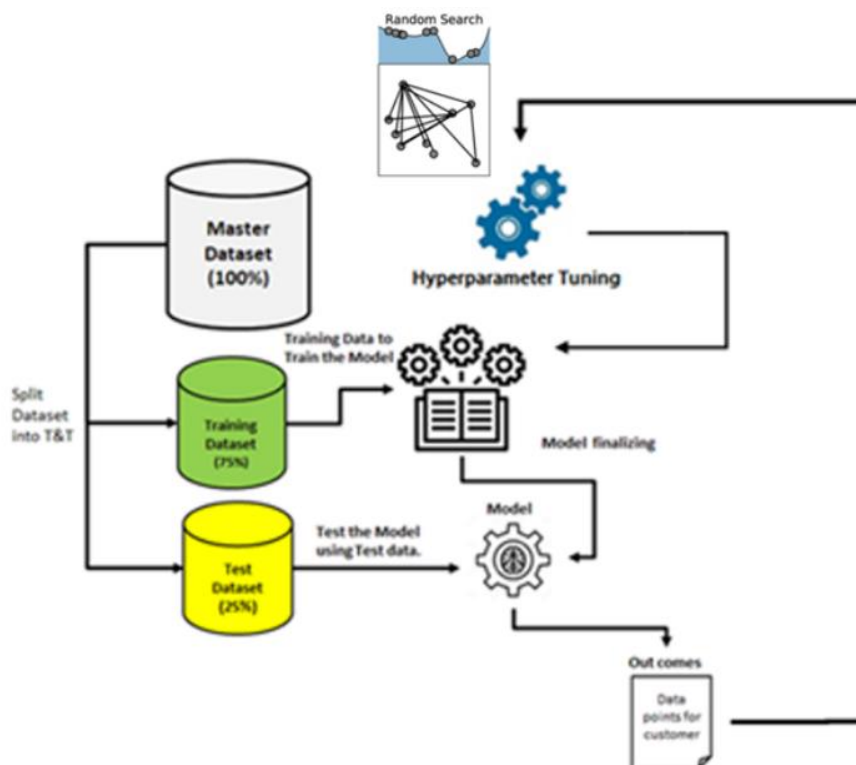 Random Search
Master
Dataset
(100%)
Hyperparameter Tuning
Training Data to
Train the Model
Split
Dataset
into T&T
Training
Dataset
(75%)
Model finalizing
Model
Test the Model
using Test data.
Test
Dataset
(25%)
Out comes
Data
points for
customer